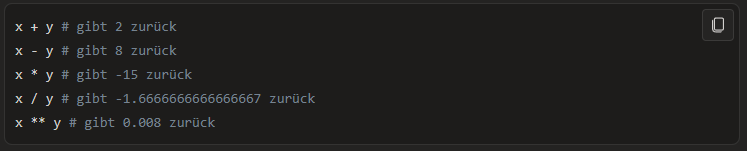 x + y # gibt 2 zurück
x - y # gibt 8 zurück
x * y # gibt -15 zurück
x / y # gibt -1.6666666666666667 zurück
x ** y # gibt 0.008 zurück